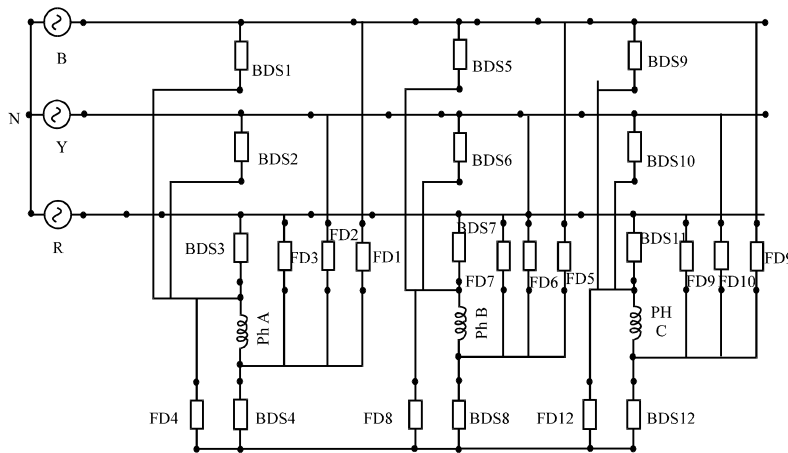 B
BDS1
BDS5
BDS9
N
Y
BDS2
BDS6
BDS10
R
BDS3
FD3
FD2
FD1
BDS7
FD7
FD6
FD5
BDS11
FD9
FD10
FD9
Ph A
Ph B
PH
C
FD4
BDS4
FD8
BDS8
FD12
BDS12